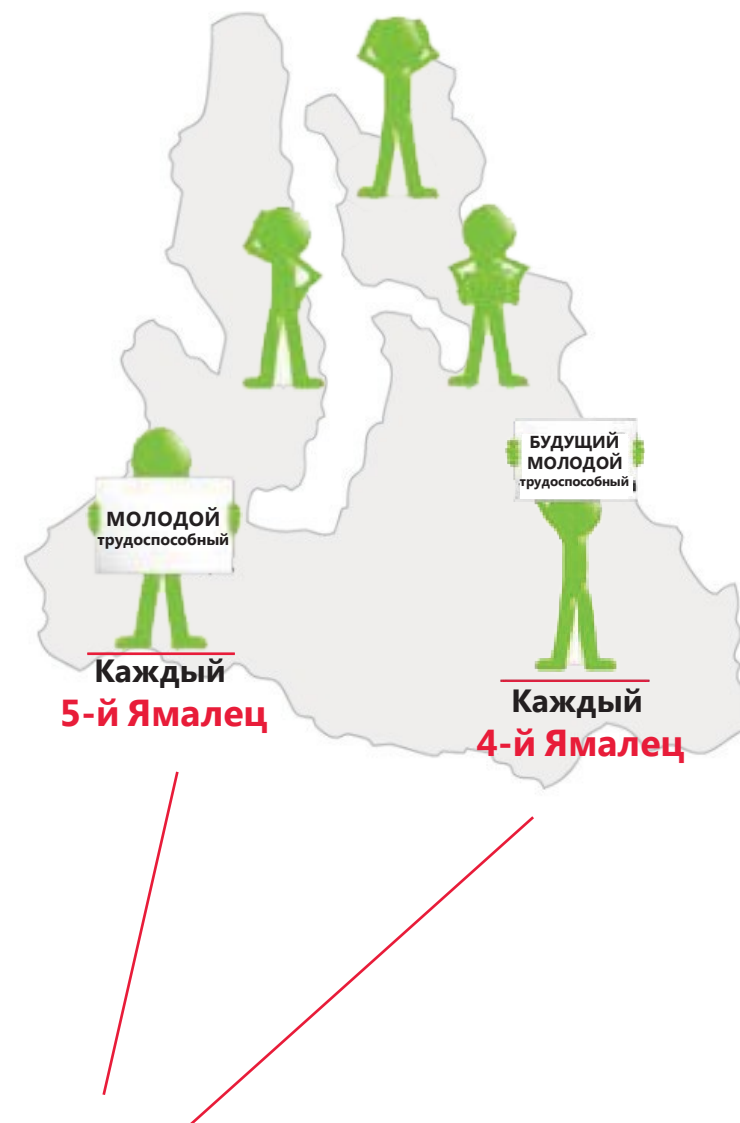 МОЛОДОЙ
трудоспособный
Каждый
5-й Ямалец
БУДУЩИЙ
МОЛОДОЙ
трудоспособный
Каждый
4-й Ямалец